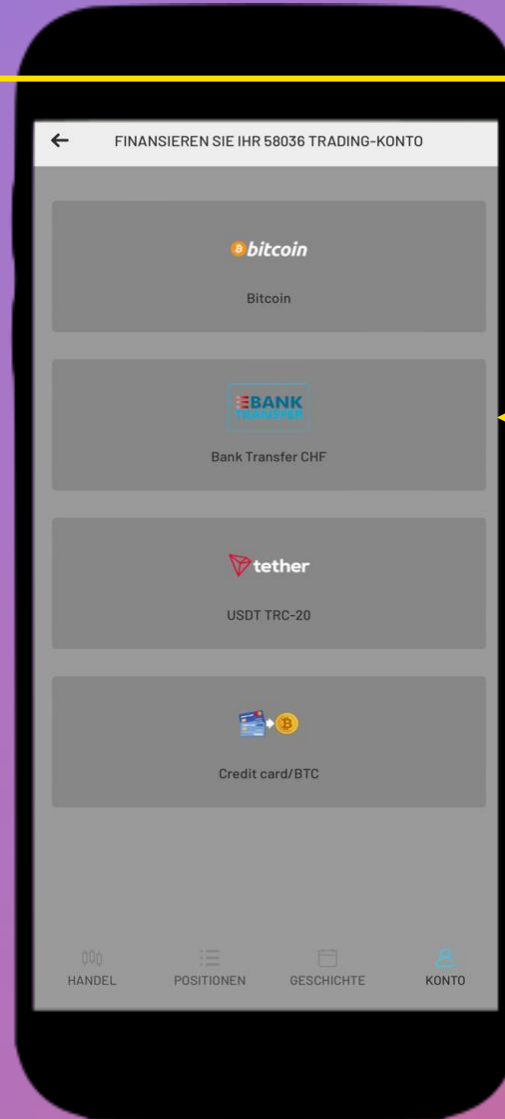 FINANSIEREN SIE IHR 58036 TRADING-KONTO
bitcoin
Bitcoin
BANK
TRANSFER
Bank Transfer CHF
tether
USDT TRC-20
Credit card/BTC
HANDEL
POSITIONEN
GESCHICHTE
KONTO